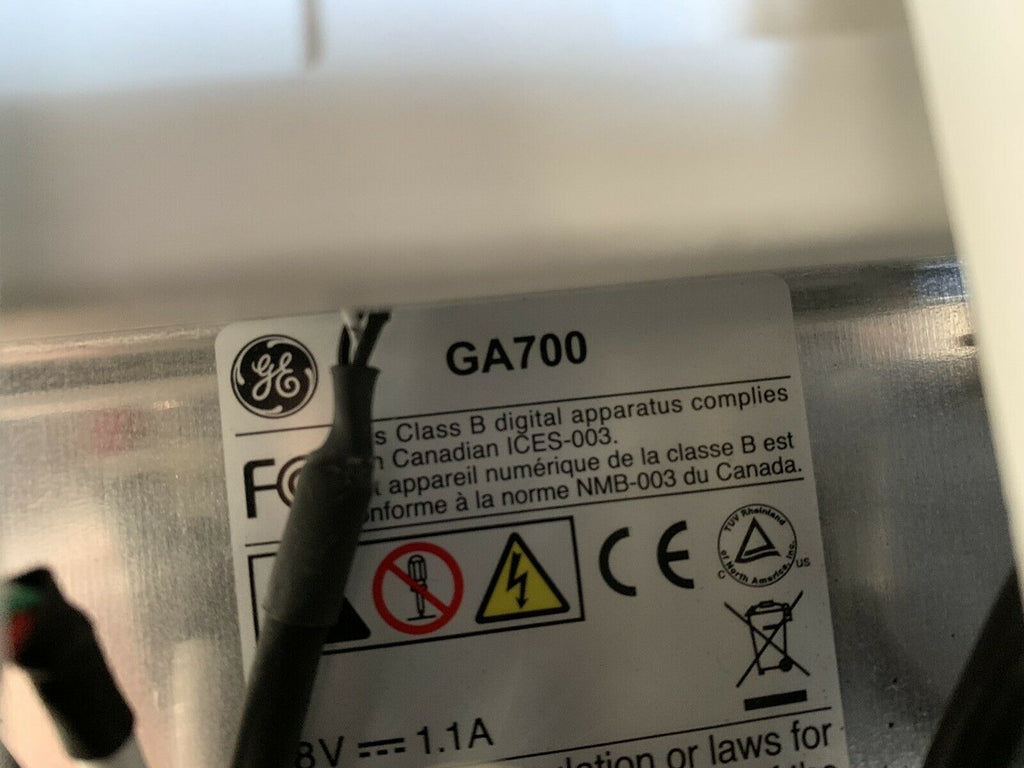 GE
GA700
s Class B digital apparatus complies
Canadian ICES-003.
appareil numérique de la classe B est
onforme à la norme NMB-003 du Canada.
FC
CE
TUV Rheinland
of North America, Inc.
C US
8V ⎓ 1.1A
lation or laws for